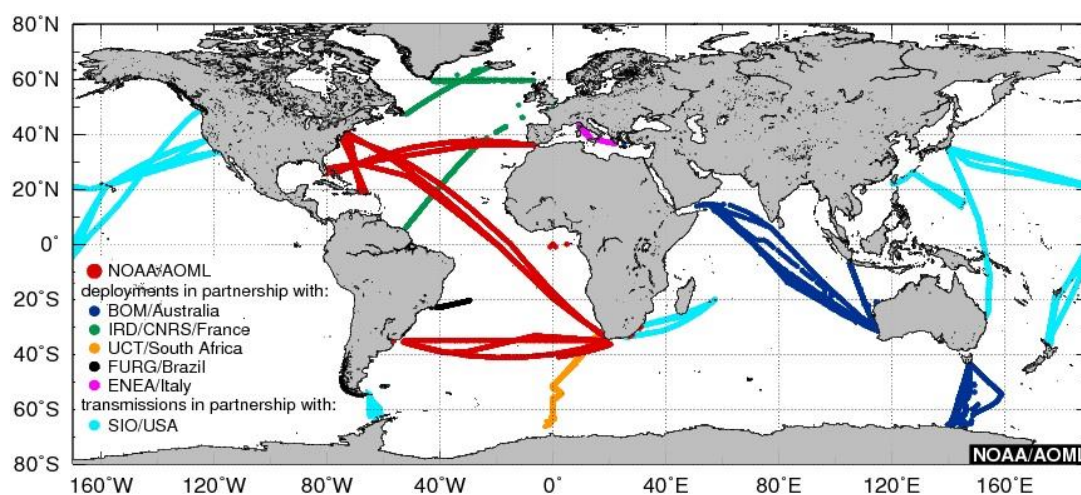 80°N
60°N
40°N
20°N
0°
20°S
40°S
60°S
80°S
NOAA/AOML
deployments in partnership with:
BOM/Australia
IRD/CNRS/France
UCT/South Africa
FURG/Brazil
ENEA/Italy
transmissions in partnership with:
SIO/USA
NOAA/AOML
160°W 120°W 80°W 40°W 0° 40°E 80°E 120°E 160°E